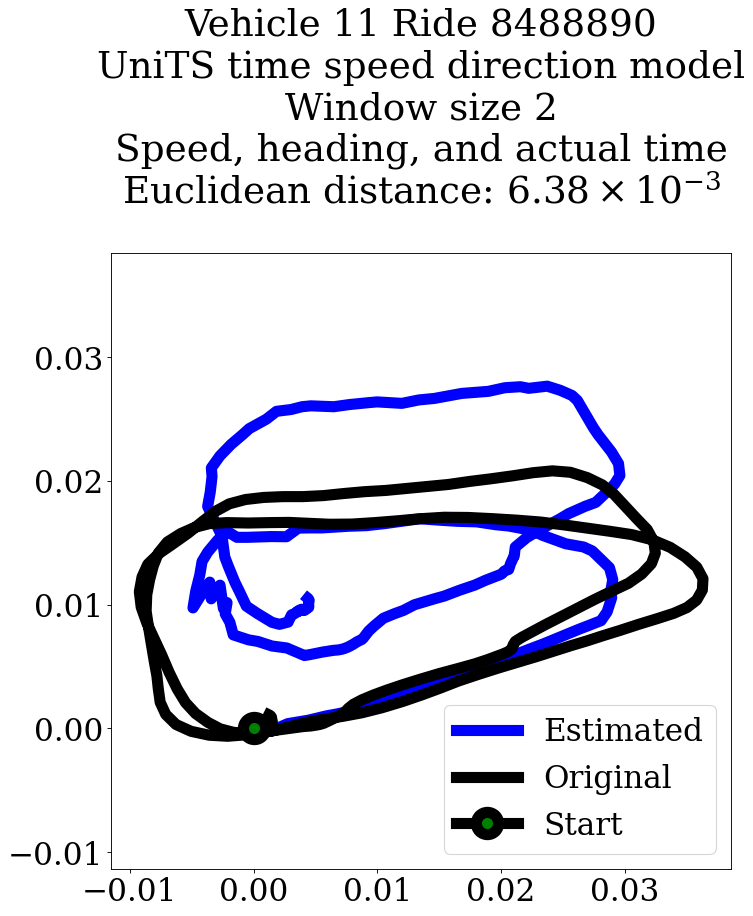 Vehicle 11 Ride 8488890
UniTS time speed direction model
Window size 2
Speed, heading, and actual time
Euclidean distance: 6.38 × 10⁻³
0.03
0.02
0.01
0.00
−0.01
−0.01 0.00 0.01 0.02 0.03
Estimated
Original
Start